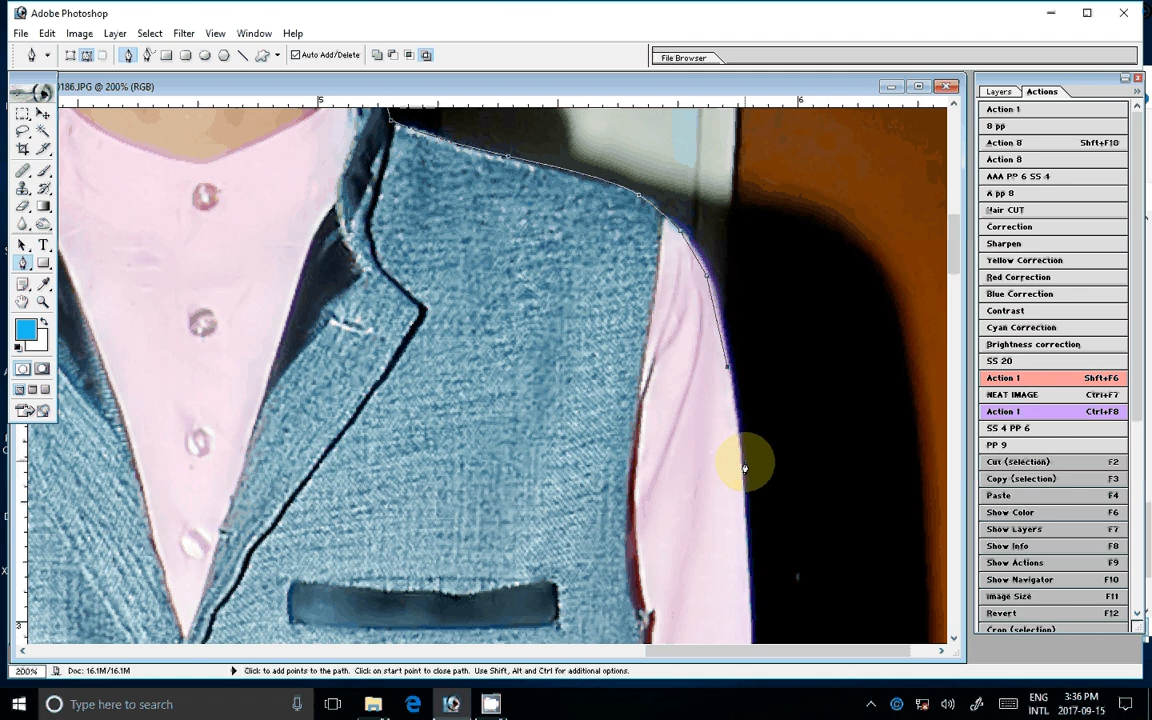 Adobe Photoshop
File Edit Image Layer Select Filter View Window Help
Auto Add/Delete
File Browser
0186.JPG @ 200% (RGB)
5
6
Layers Actions
Action 1
8 pp
Action 8 Shft+F10
Action 8
AAA PP 6 SS 4
A pp 8
Hair CUT
Correction
Sharpen
Yellow Correction
Red Correction
Blue Correction
Contrast
Cyan Correction
Brightness correction
SS 20
Action 1 Shft+F6
NEAT IMAGE Ctrl+F7
Action 1 Ctrl+F8
SS 4 PP 6
PP 9
Cut (selection) F2
Copy (selection) F3
Paste F4
Show Color F6
Show Layers F7
Show Info F8
Show Actions F9
Show Navigator F10
Image Size F11
Revert F12
Crop (selection)
3
200% Doc: 16.1M/16.1M Click to add points to the path. Click on start point to close path. Use Shift, Alt and Ctrl for additional options.
Type here to search
ENG
INTL
3:36 PM
2017-09-15